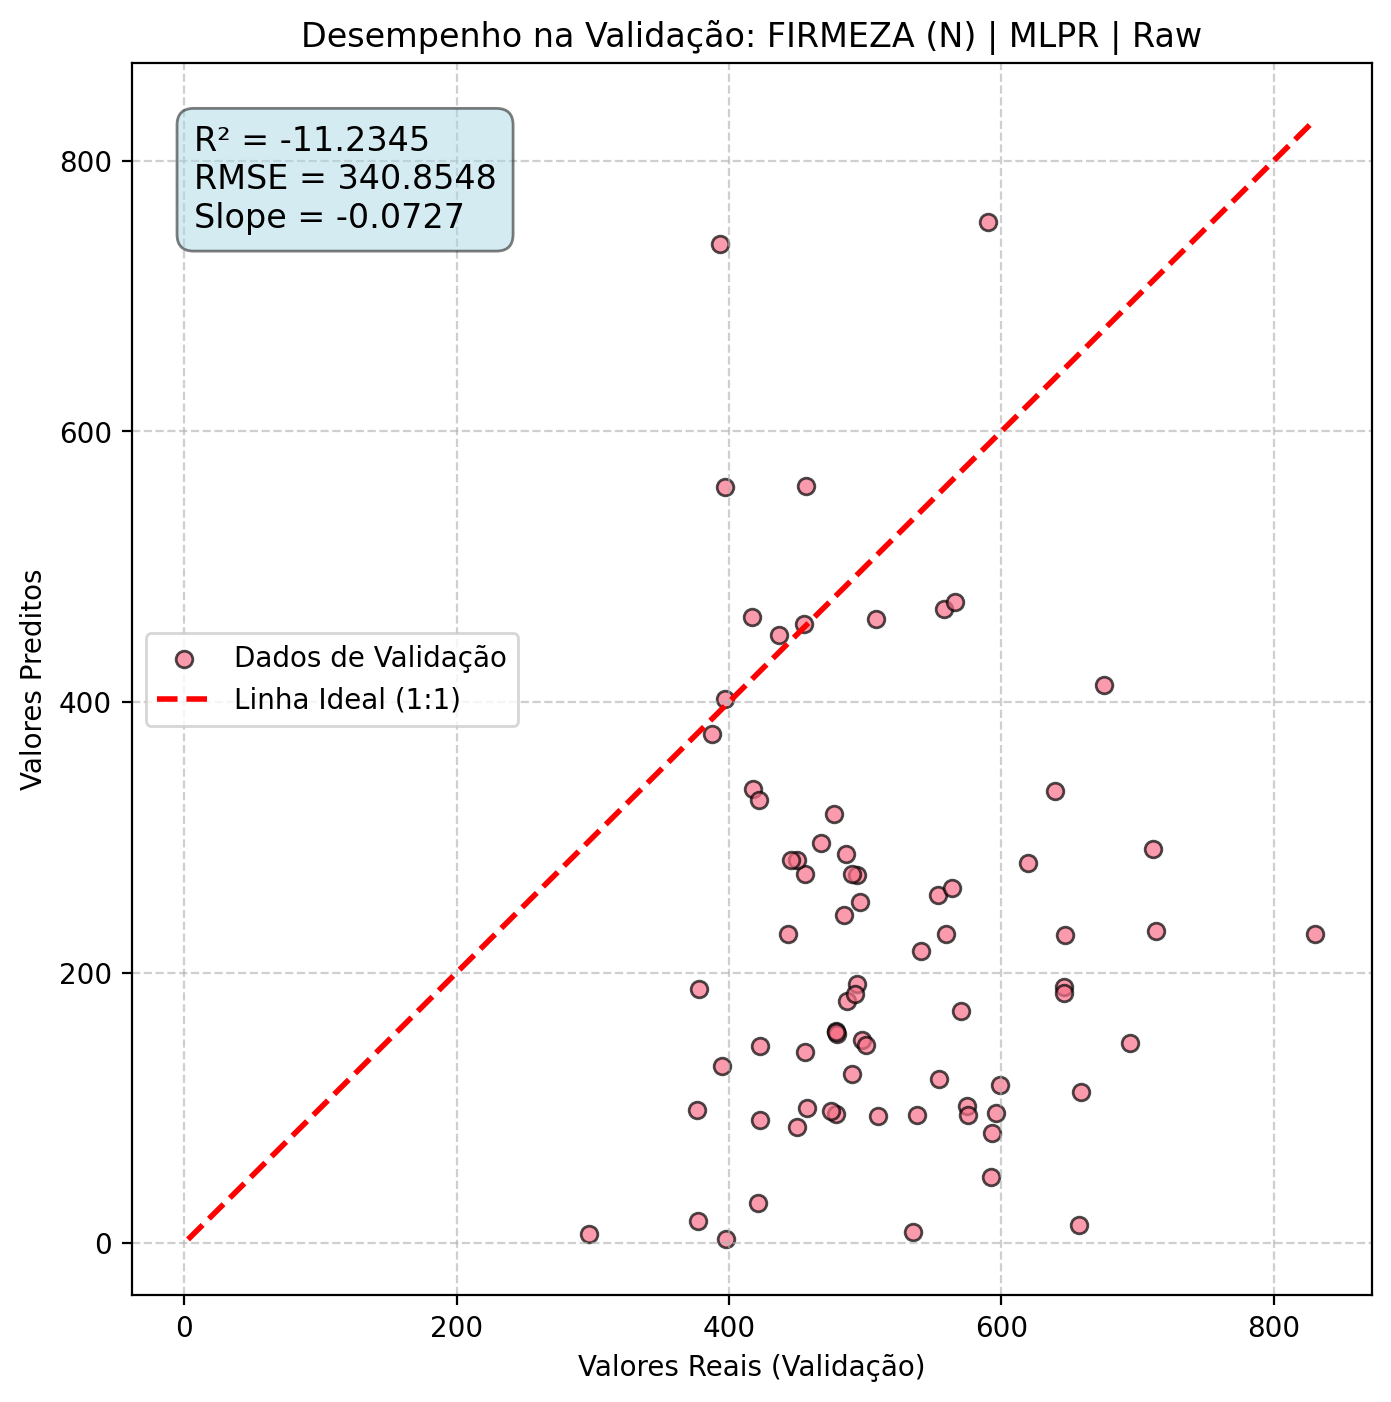 Desempenho na Validação: FIRMEZA (N) | MLPR | Raw
R² = -11.2345
RMSE = 340.8548
Slope = -0.0727
Dados de Validação
Linha Ideal (1:1)
Valores Preditos
800
600
400
200
0
0 200 400 600 800
Valores Reais (Validação)